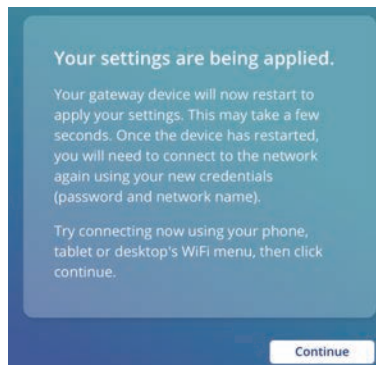 Your settings are being applied.
Your gateway device will now restart to
apply your settings. This may take a few
seconds. Once the device has restarted,
you will need to connect to the network
again using your new credentials
(password and network name).
Try connecting now using your phone,
tablet or desktop's WiFi menu, then click
continue.
Continue